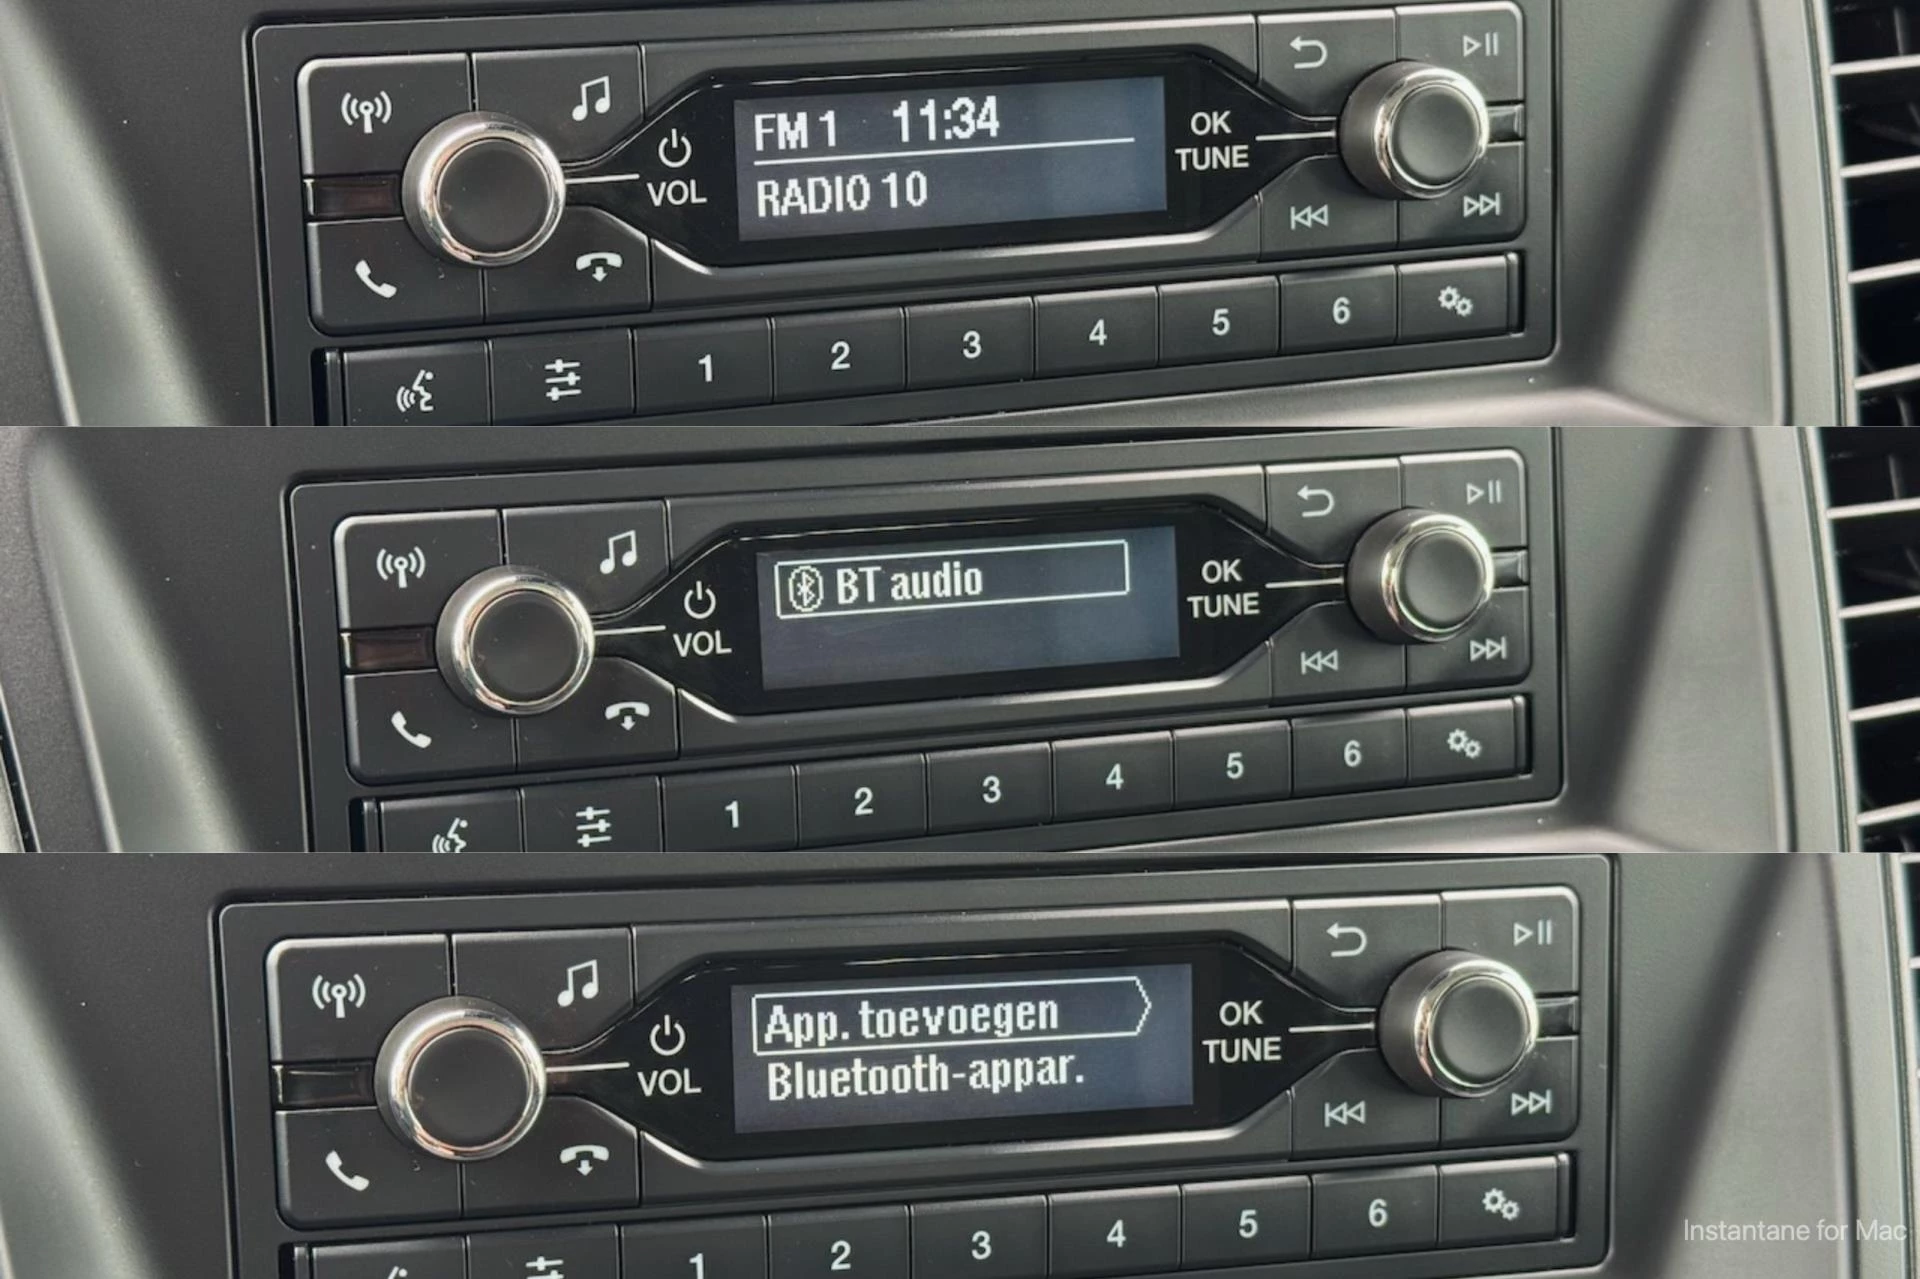 FM 1 11:34
RADIO 10
VOL
OK
TUNE
1 2 3 4 5 6
BT audio
VOL
OK
TUNE
1 2 3 4 5 6
App. toevoegen
Bluetooth-appar.
VOL
OK
TUNE
1 2 3 4 5 6
Instantane for Mac